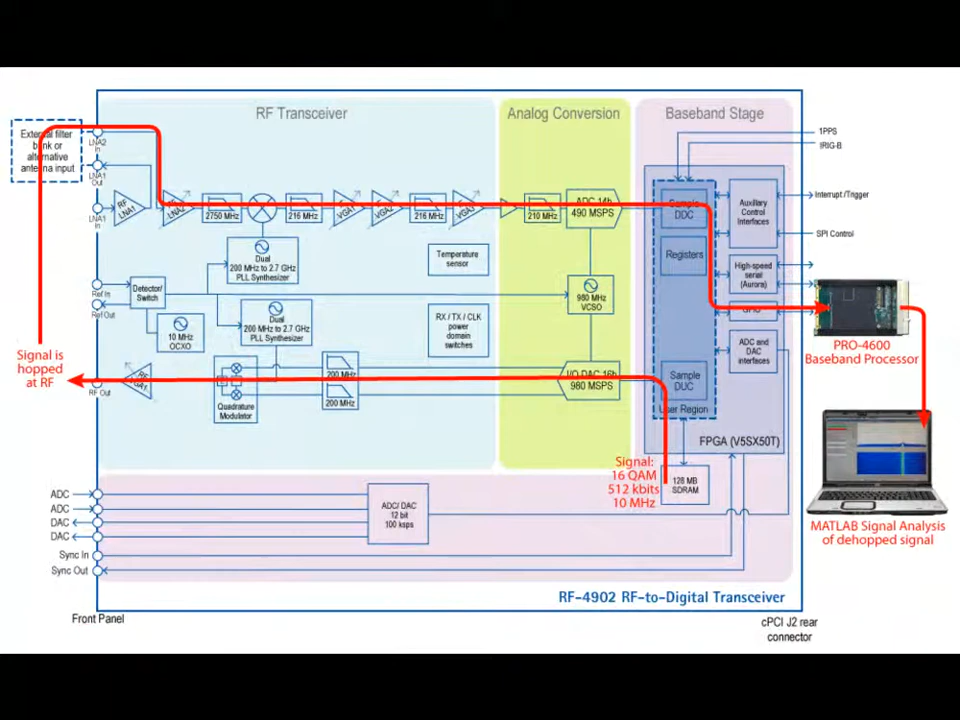 RF Transceiver
Analog Conversion
Baseband Stage
External filter
bank or
alternative
antenna input
LNA2
In
LNA1
Out
LNA1
In
RF
LNA1
RF
LNA2
2750 MHz
216 MHz
IF
VGA1
IF
VGA2
216 MHz
IF
VGA3
210 MHz
ADC 14b
490 MSPS
Sample
DDC
Registers
Auxiliary
Control
Interfaces
1PPS
IRIG-B
Interrupt /Trigger
SPI Control
Dual
200 MHz to 2.7 GHz
PLL Synthesizer
Temperature
sensor
High-speed
serial
(Aurora)
GPIO
Ref In
Ref Out
Detector/
Switch
10 MHz
OCXO
Dual
200 MHz to 2.7 GHz
PLL Synthesizer
RX / TX / CLK
power
domain
switches
980 MHz
VCSO
ADC and
DAC
interfaces
PRO-4600
Baseband Processor
Signal is
hopped
at RF
RF Out
RF
VGA1
Quadrature
Modulator
200 MHz
200 MHz
I/Q DAC 16b
980 MSPS
Sample
DUC
User Region
FPGA (V5SX50T)
Signal:
16 QAM
512 kbits
10 MHz
128 MB
SDRAM
MATLAB Signal Analysis
of dehopped signal
ADC
ADC
DAC
DAC
ADC/ DAC
12 bit
100 ksps
Sync In
Sync Out
RF-4902 RF-to-Digital Transceiver
Front Panel
cPCI J2 rear
connector